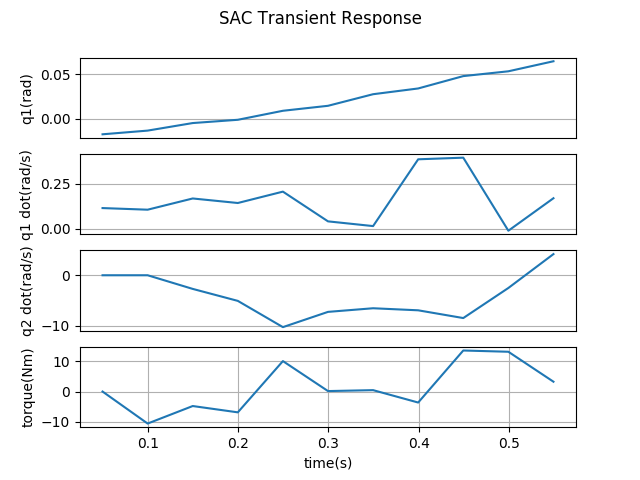 SAC Transient Response
q1(rad)
0.05
0.00
q1 dot(rad/s)
0.25
0.00
q2 dot(rad/s)
0
−10
torque(Nm)
10
0
−10
0.1 0.2 0.3 0.4 0.5
time(s)